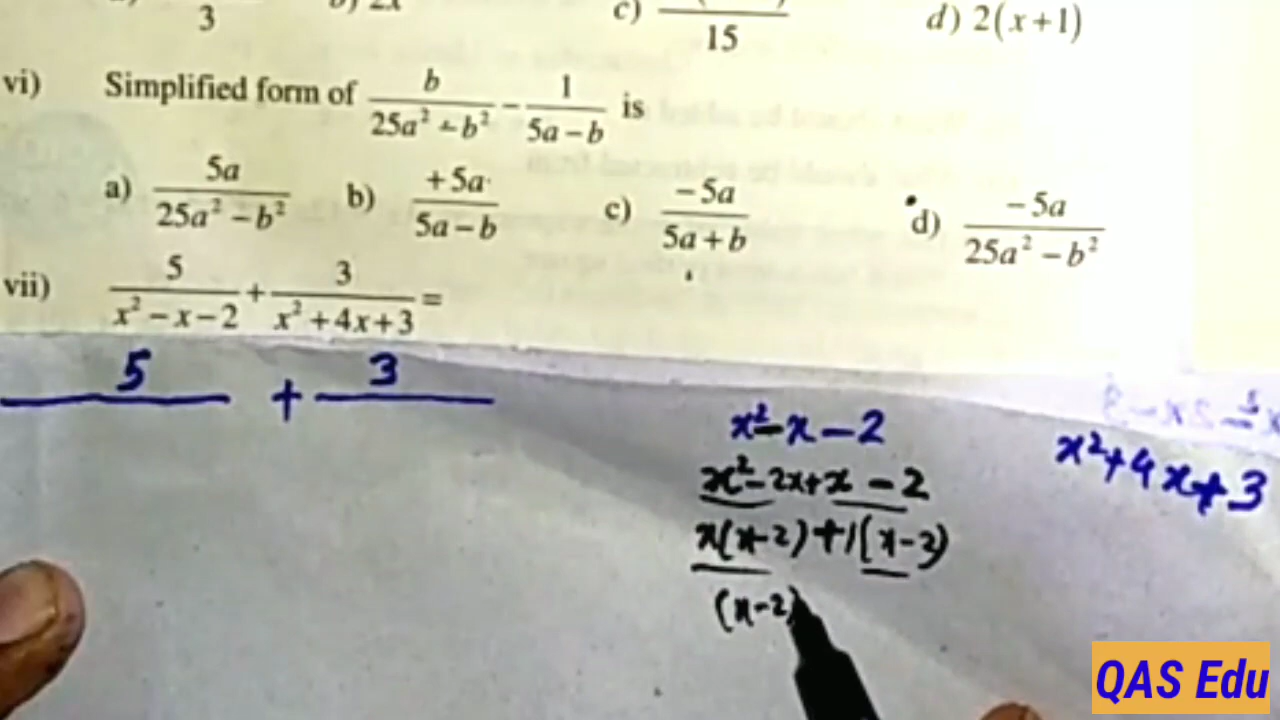 3 b) 2x c) 15 d) 2(x+1)
vi) Simplified form of b/(25a² - b²) - 1/(5a - b) is
a) 5a/(25a² - b²) b) +5a/(5a - b) c) -5a/(5a + b) d) -5a/(25a² - b²)
vii) 5/(x² - x - 2) + 3/(x² + 4x + 3) =
5 + 3
x² - x - 2
x² - 2x + x - 2
x(x-2) + 1(x-2)
(x-2)
x² + 4x + 3
QAS Edu